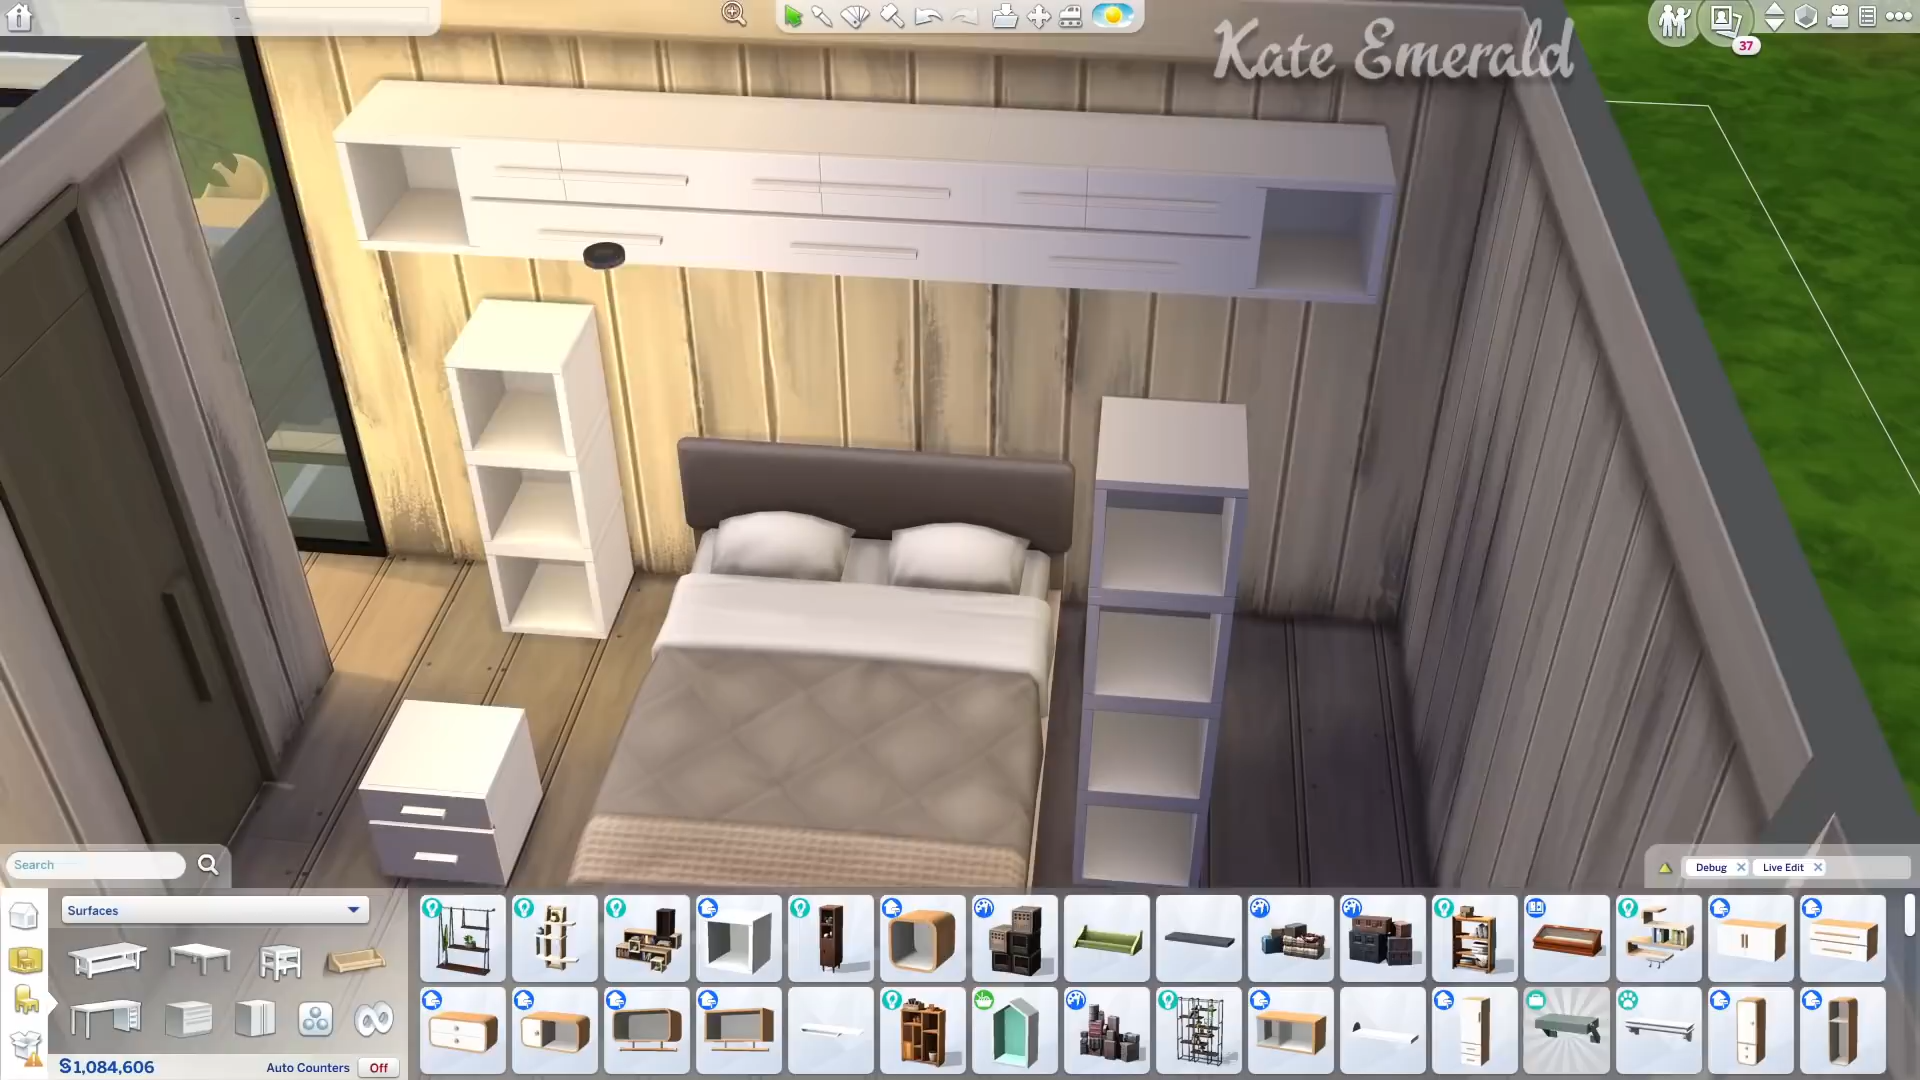 Kate Emerald
37
Search
Debug
Live Edit
Surfaces
§1,084,606
Auto Counters
Off